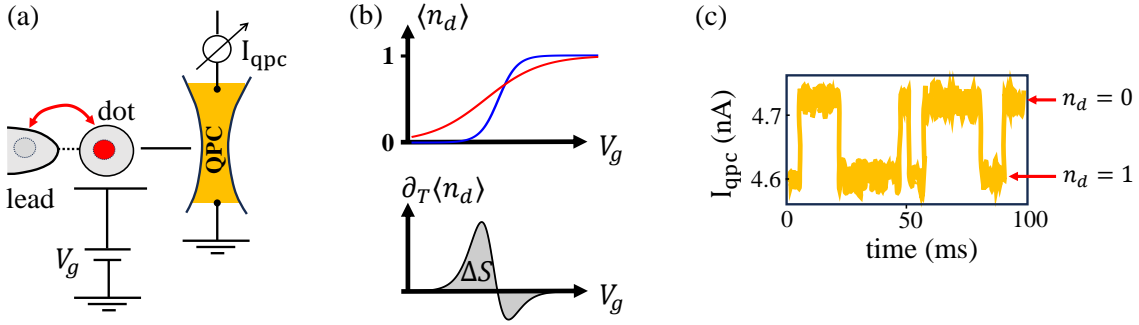 (a)
I_qpc
dot
QPC
lead
V_g
(b)
⟨n_d⟩
1
0
V_g
∂_T⟨n_d⟩
ΔS
V_g
(c)
I_qpc (nA)
4.7
4.6
0
50
100
time (ms)
n_d = 0
n_d = 1